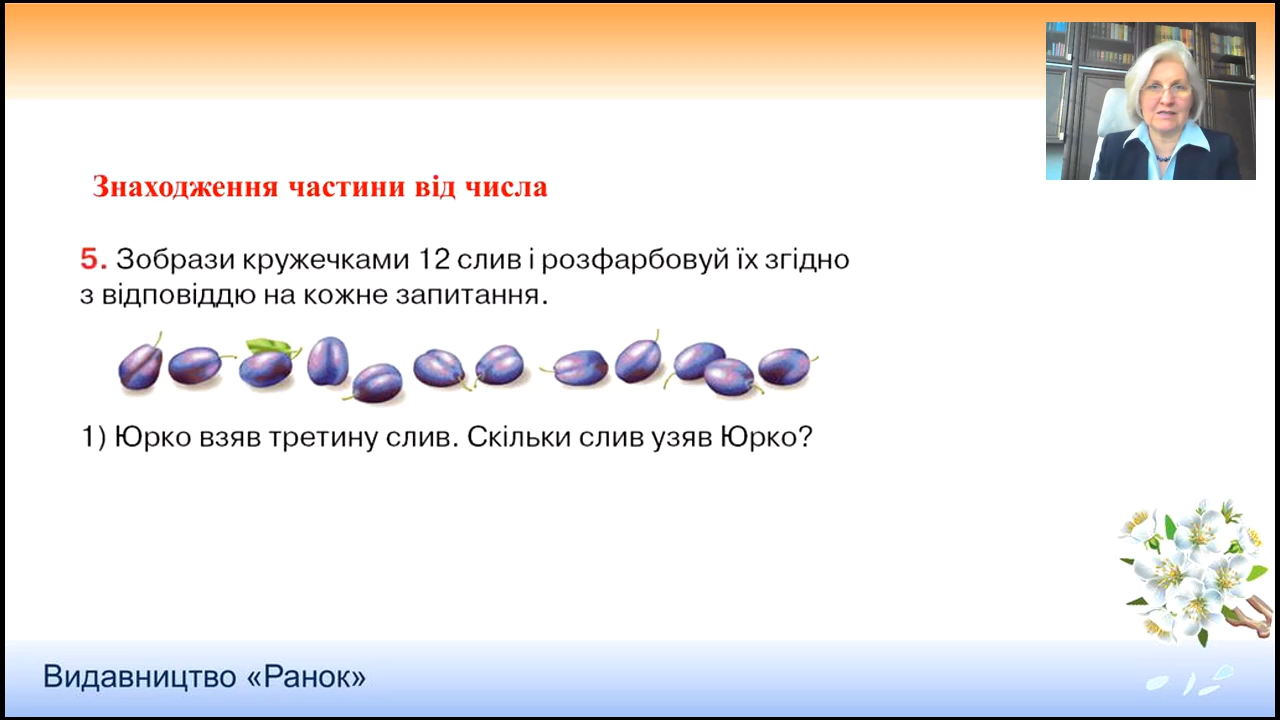 Знаходження частини від числа
5. Зобрази кружечками 12 слив і розфарбовуй їх згідно
з відповіддю на кожне запитання.
1) Юрко взяв третину слив. Скільки слив узяв Юрко?
Видавництво «Ранок»